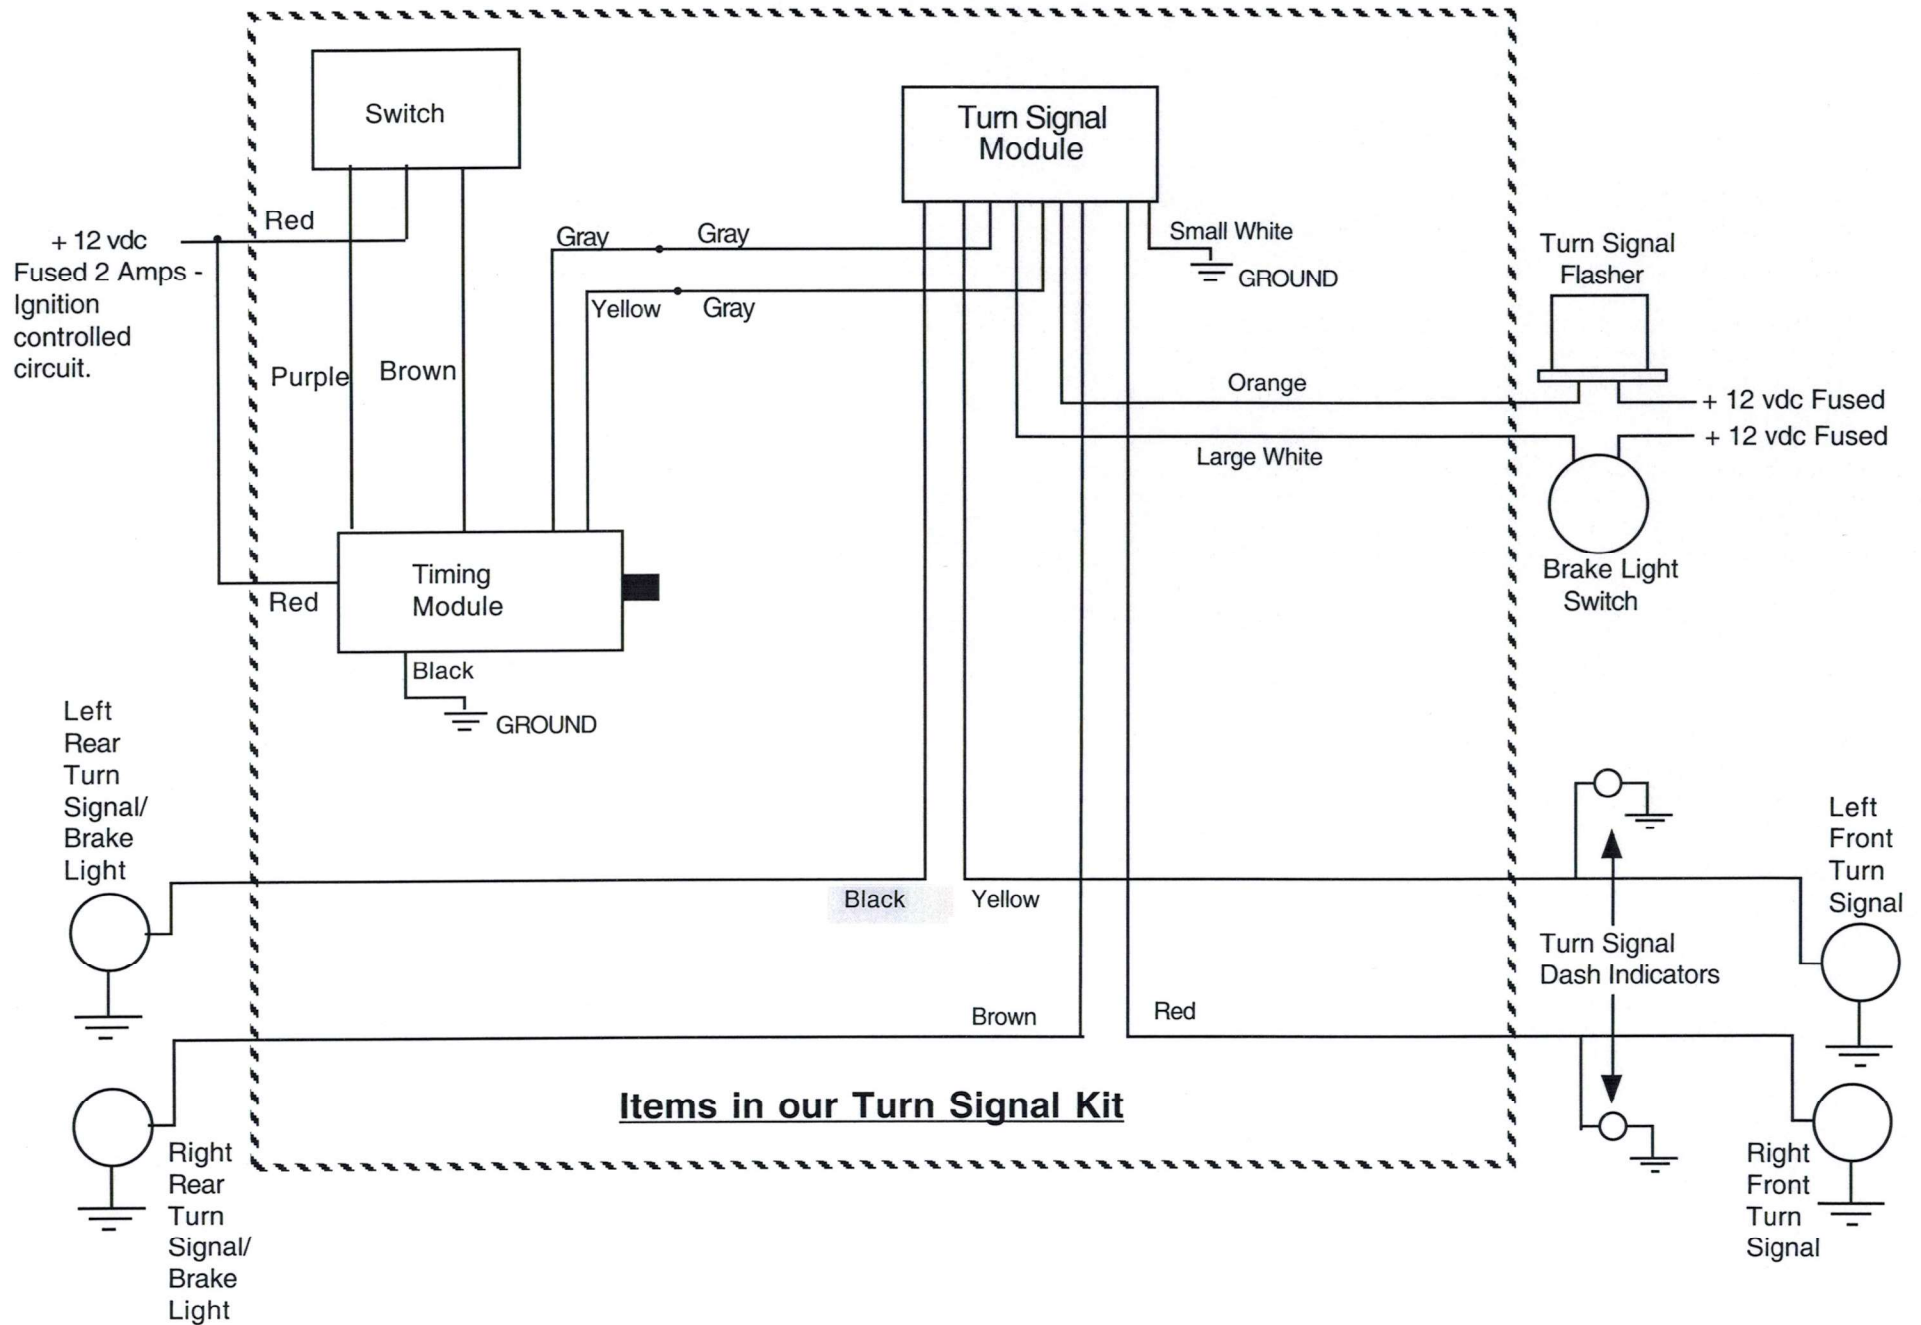 Switch
Turn Signal
Module
Red
+ 12 vdc
Fused 2 Amps -
Ignition
controlled
circuit.
Gray
Gray
Small White
GROUND
Turn Signal
Flasher
Yellow
Gray
Purple
Brown
Orange
+ 12 vdc Fused
+ 12 vdc Fused
Large White
Timing
Module
Red
Brake Light
Switch
Black
GROUND
Left
Rear
Turn
Signal/
Brake
Light
Left
Front
Turn
Signal
Black
Yellow
Turn Signal
Dash Indicators
Brown
Red
Items in our Turn Signal Kit
Right
Rear
Turn
Signal/
Brake
Light
Right
Front
Turn
Signal